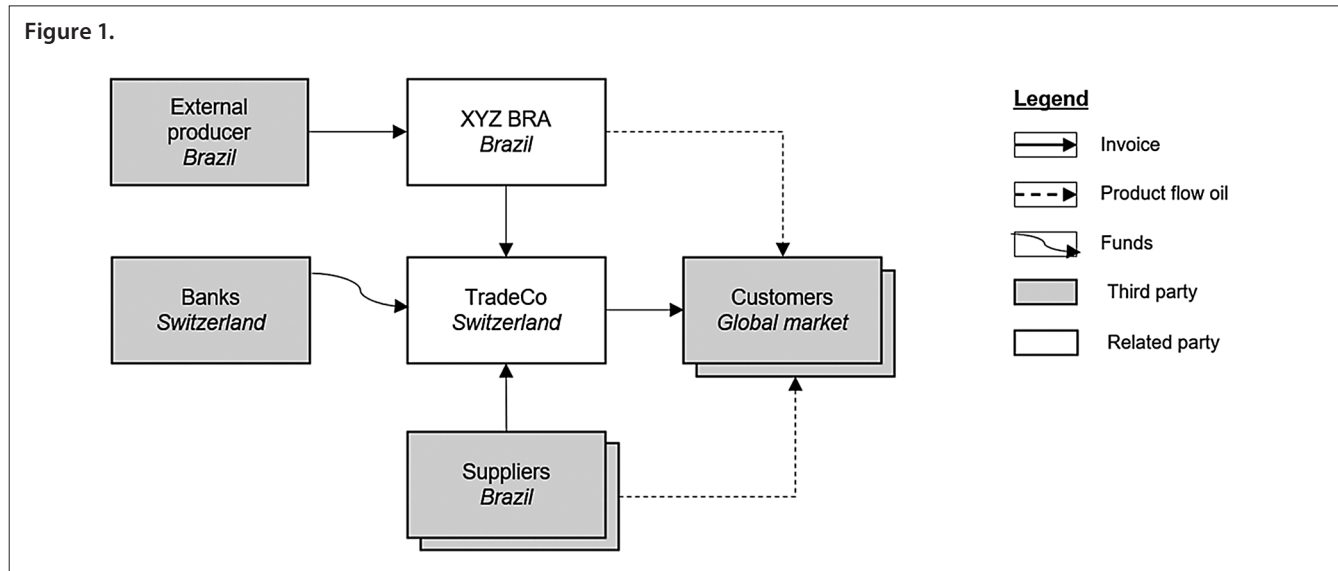 Figure 1.
External
producer
Brazil
XYZ BRA
Brazil
Banks
Switzerland
TradeCo
Switzerland
Customers
Global market
Suppliers
Brazil
Legend
Invoice
Product flow oil
Funds
Third party
Related party